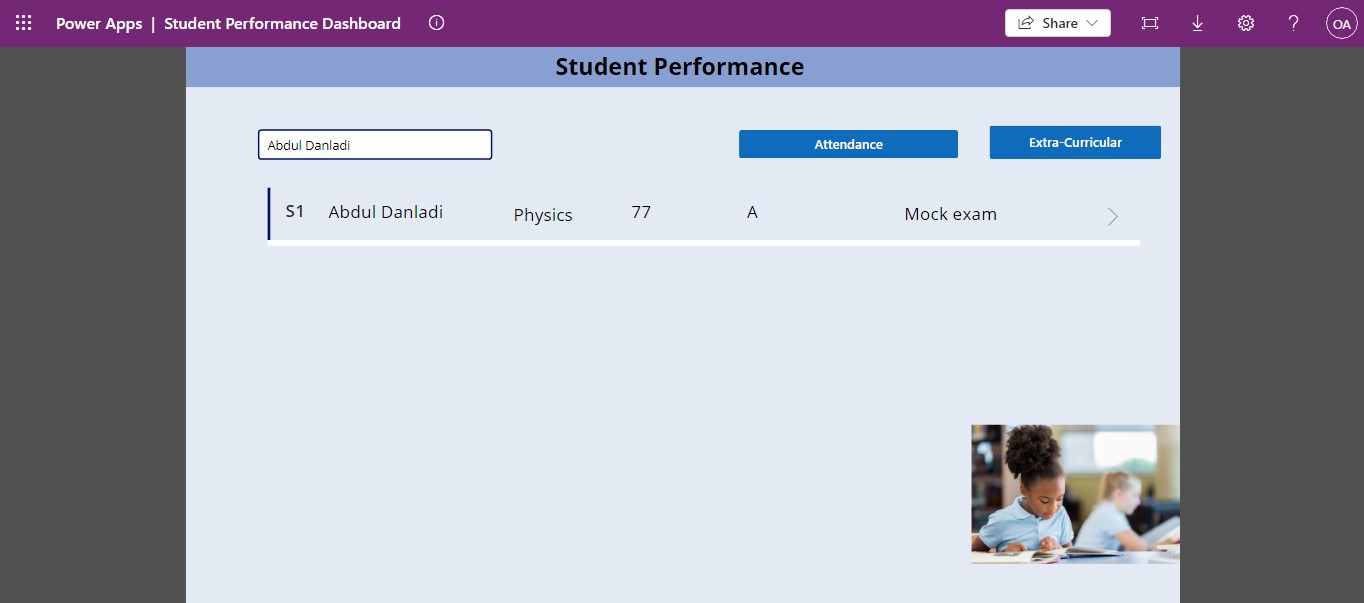 Power Apps | Student Performance Dashboard
Share
?
OA
Student Performance
Abdul Danladi
Attendance
Extra-Curricular
S1 Abdul Danladi Physics 77 A Mock exam